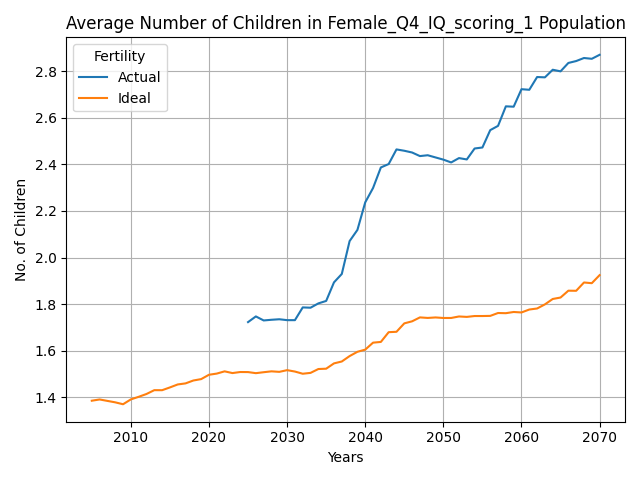 Average Number of Children in Female_Q4_IQ_scoring_1 Population
Fertility
Actual
Ideal
No. of Children
2.8
2.6
2.4
2.2
2.0
1.8
1.6
1.4
2010 2020 2030 2040 2050 2060 2070
Years